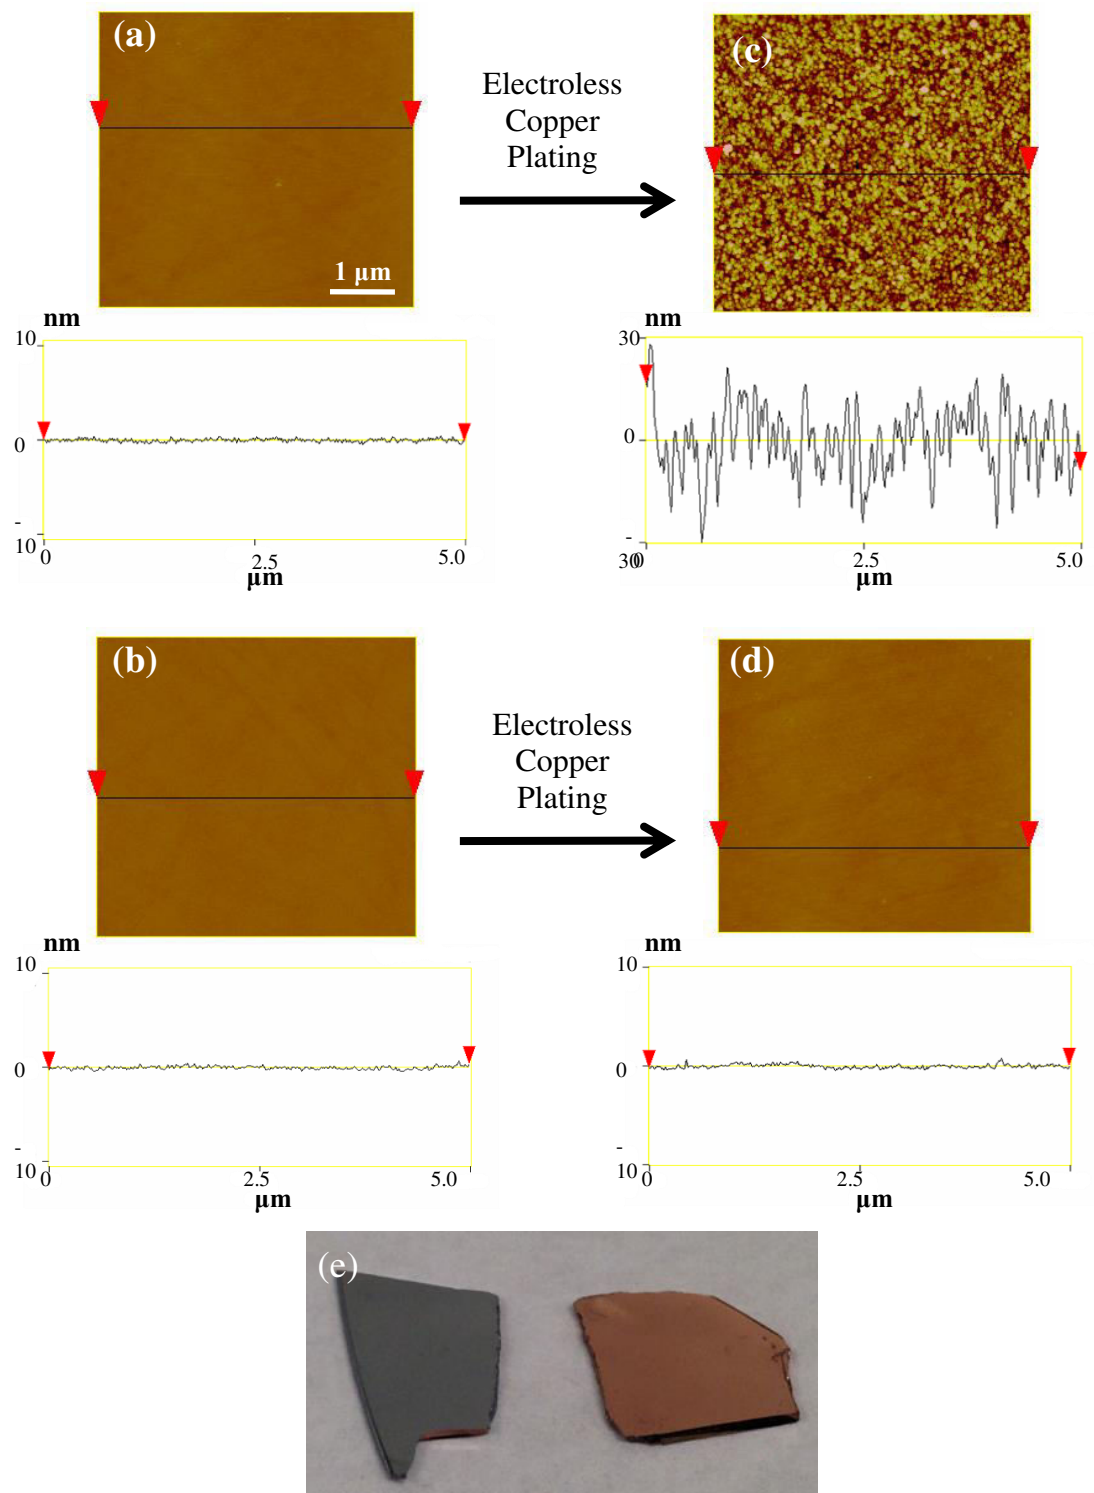 (a)
1 µm
Electroless
Copper
Plating
(c)
nm
10
0
-
10
0
2.5
5.0
µm
nm
30
0
-
30
0
2.5
5.0
µm
(b)
Electroless
Copper
Plating
(d)
nm
10
0
-
10
0
2.5
5.0
µm
nm
10
0
-
10
0
2.5
5.0
µm
(e)